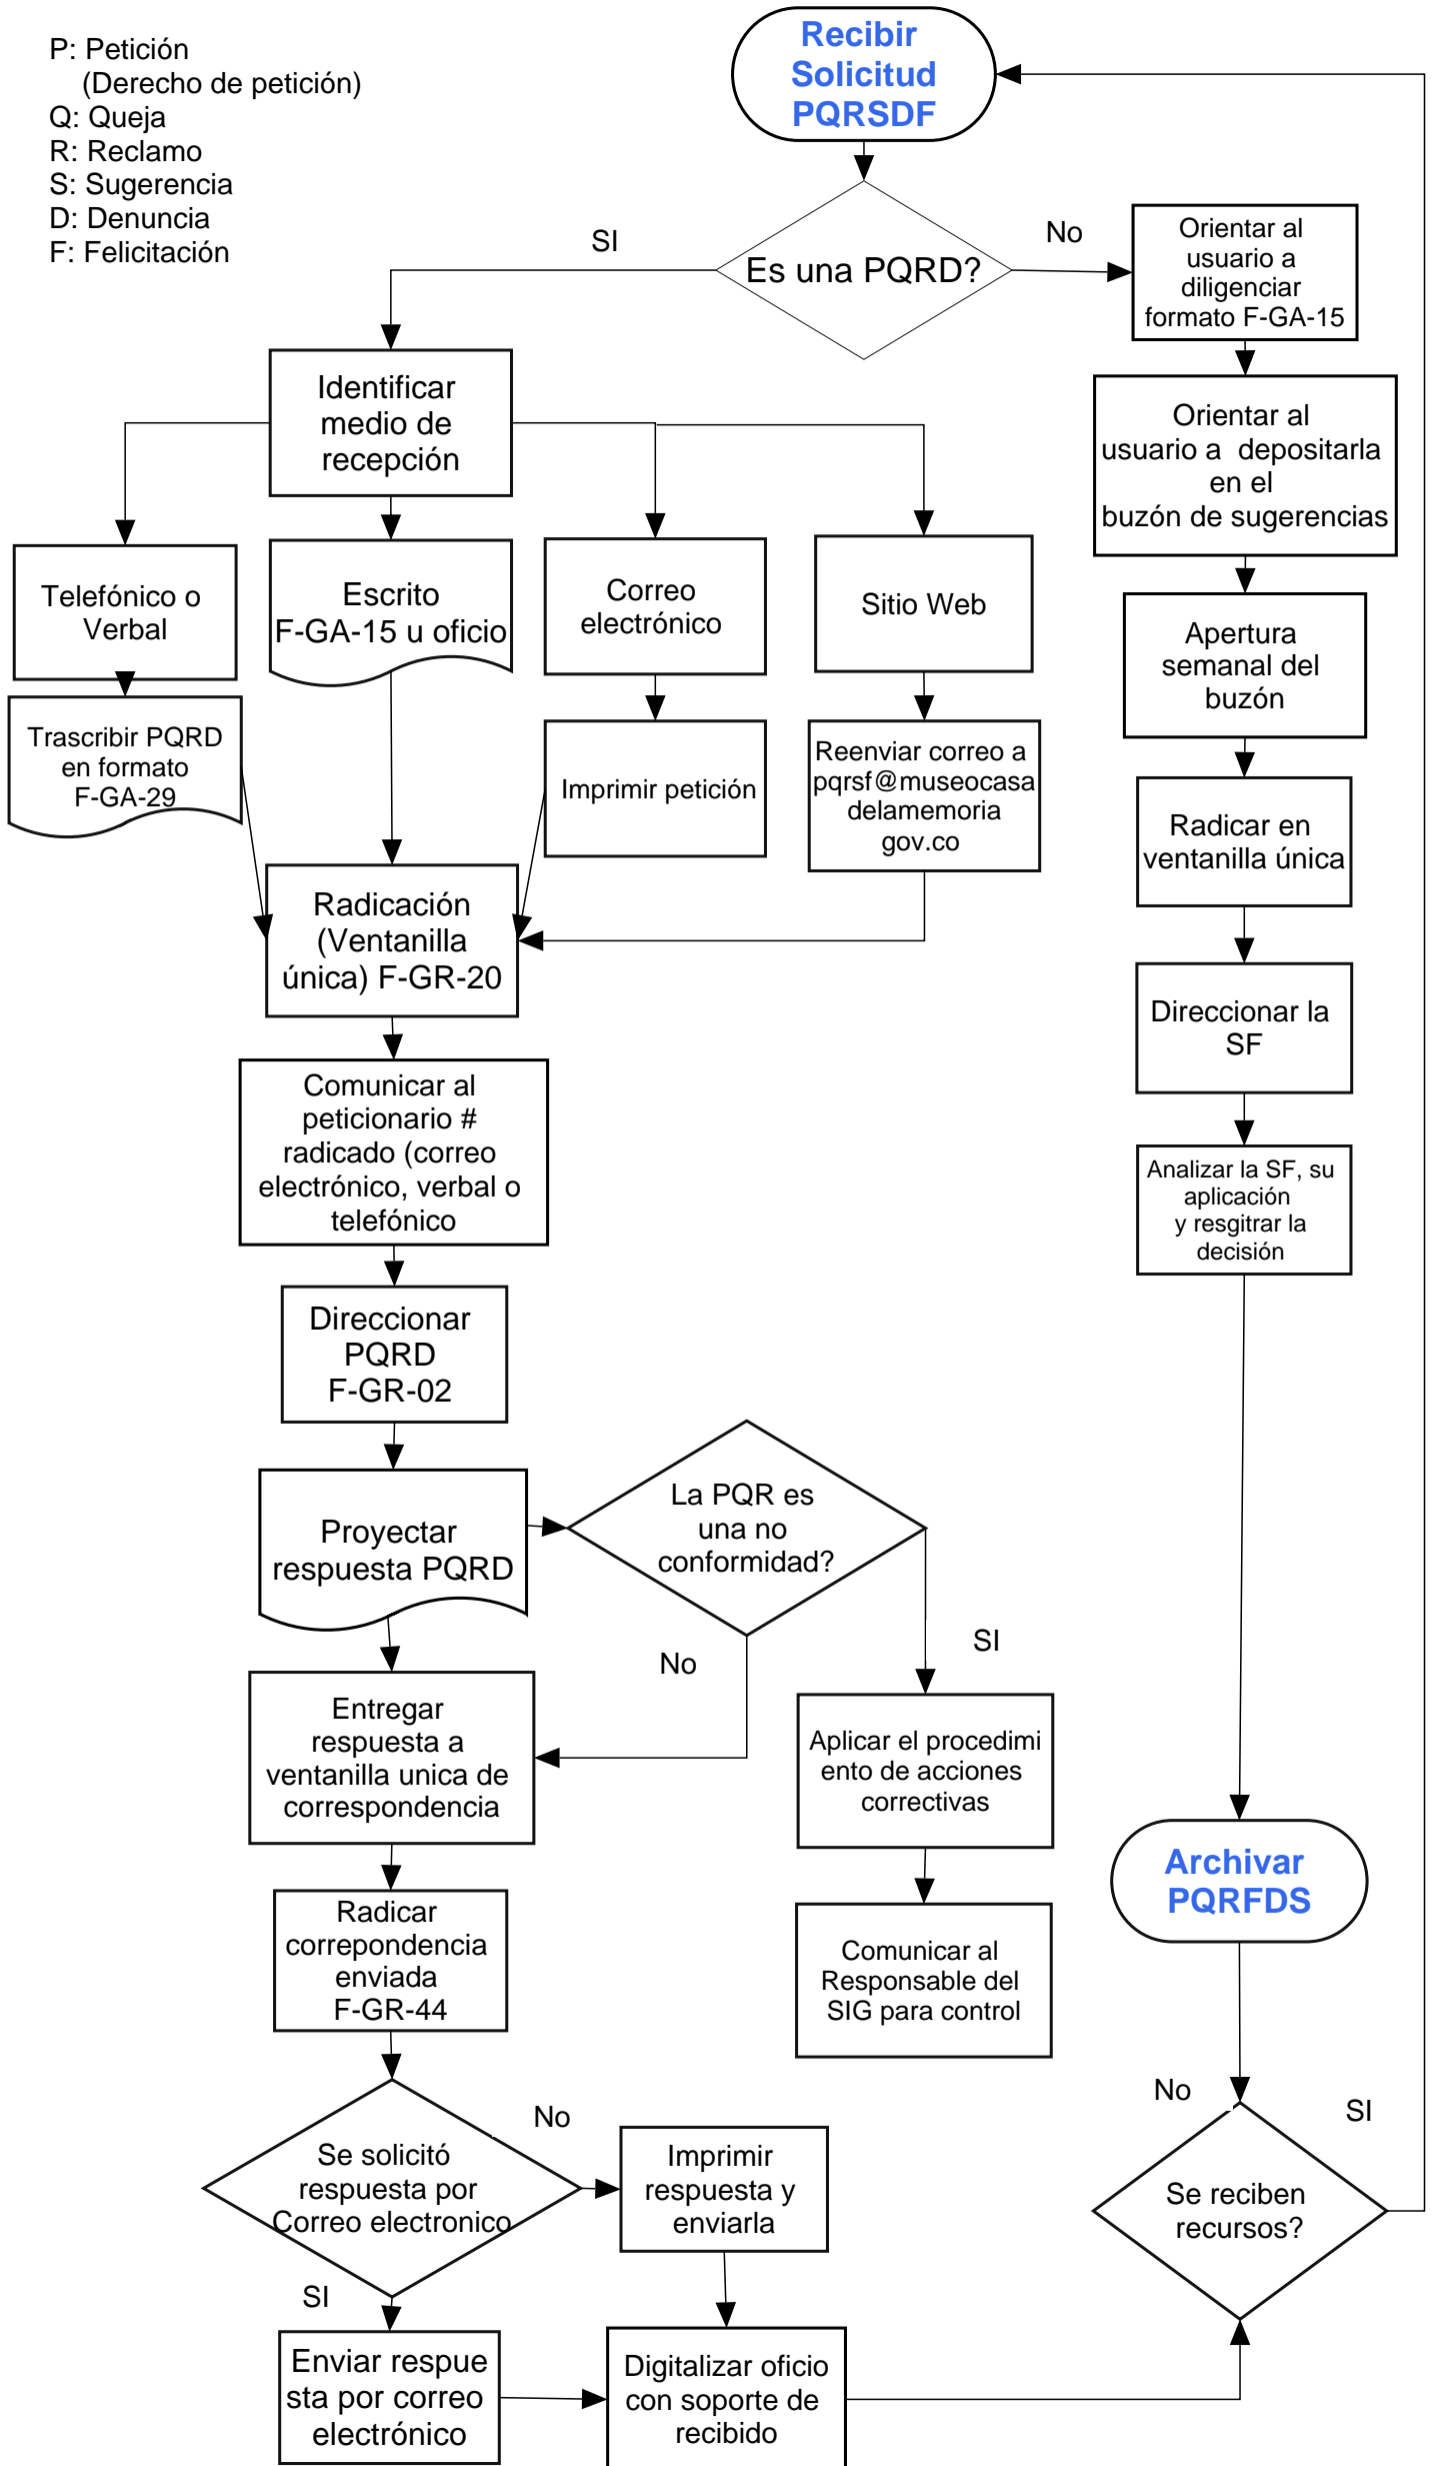 P: Petición
(Derecho de petición)
Q: Queja
R: Reclamo
S: Sugerencia
D: Denuncia
F: Felicitación
Recibir
Solicitud
PQRSDF
Es una PQRD?
SI
No
Orientar al
usuario a
diligenciar
formato F-GA-15
Identificar
medio de
recepción
Orientar al
usuario a  depositarla
en el
buzón de sugerencias
Telefónico o
Verbal
Escrito
F-GA-15 u oficio
Correo
electrónico
Sitio Web
Apertura
semanal del
buzón
Trascribir PQRD
en formato
F-GA-29
Imprimir petición
Reenviar correo a
pqrsf@museocasa
delamemoria
gov.co
Radicar en
ventanilla única
Radicación
(Ventanilla
única) F-GR-20
Direccionar la
SF
Comunicar al
peticionario #
radicado (correo
electrónico, verbal o
telefónico
Analizar la SF, su
aplicación
y resgitrar la
decisión
Direccionar
PQRD
F-GR-02
Proyectar
respuesta PQRD
La PQR es
una no
conformidad?
No
SI
Entregar
respuesta a
ventanilla unica de
correspondencia
Aplicar el procedimi
ento de acciones
correctivas
Archivar
PQRFDS
Radicar
correpondencia
enviada
F-GR-44
Comunicar al
Responsable del
SIG para control
Se solicitó
respuesta por
Correo electronico
No
SI
Imprimir
respuesta y
enviarla
No
SI
Se reciben
recursos?
Enviar respue
sta por correo
electrónico
Digitalizar oficio
con soporte de
recibido